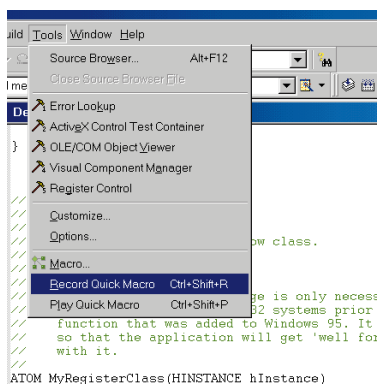 uild Tools Window Help
Source Browser... Alt+F12
Close Source Browser File
l me
De
Error Lookup
ActiveX Control Test Container
}
OLE/COM Object Viewer
Visual Component Manager
Register Control
//
//
Customize...
//
Options...
// ow class.
//
Macro...
//
Record Quick Macro Ctrl+Shift+R
// ge is only necess
Play Quick Macro Ctrl+Shift+P
// 32 systems prior
// function that was added to Windows 95. It
// so that the application will get 'well for
// with it.
//
ATOM MyRegisterClass(HINSTANCE hInstance)